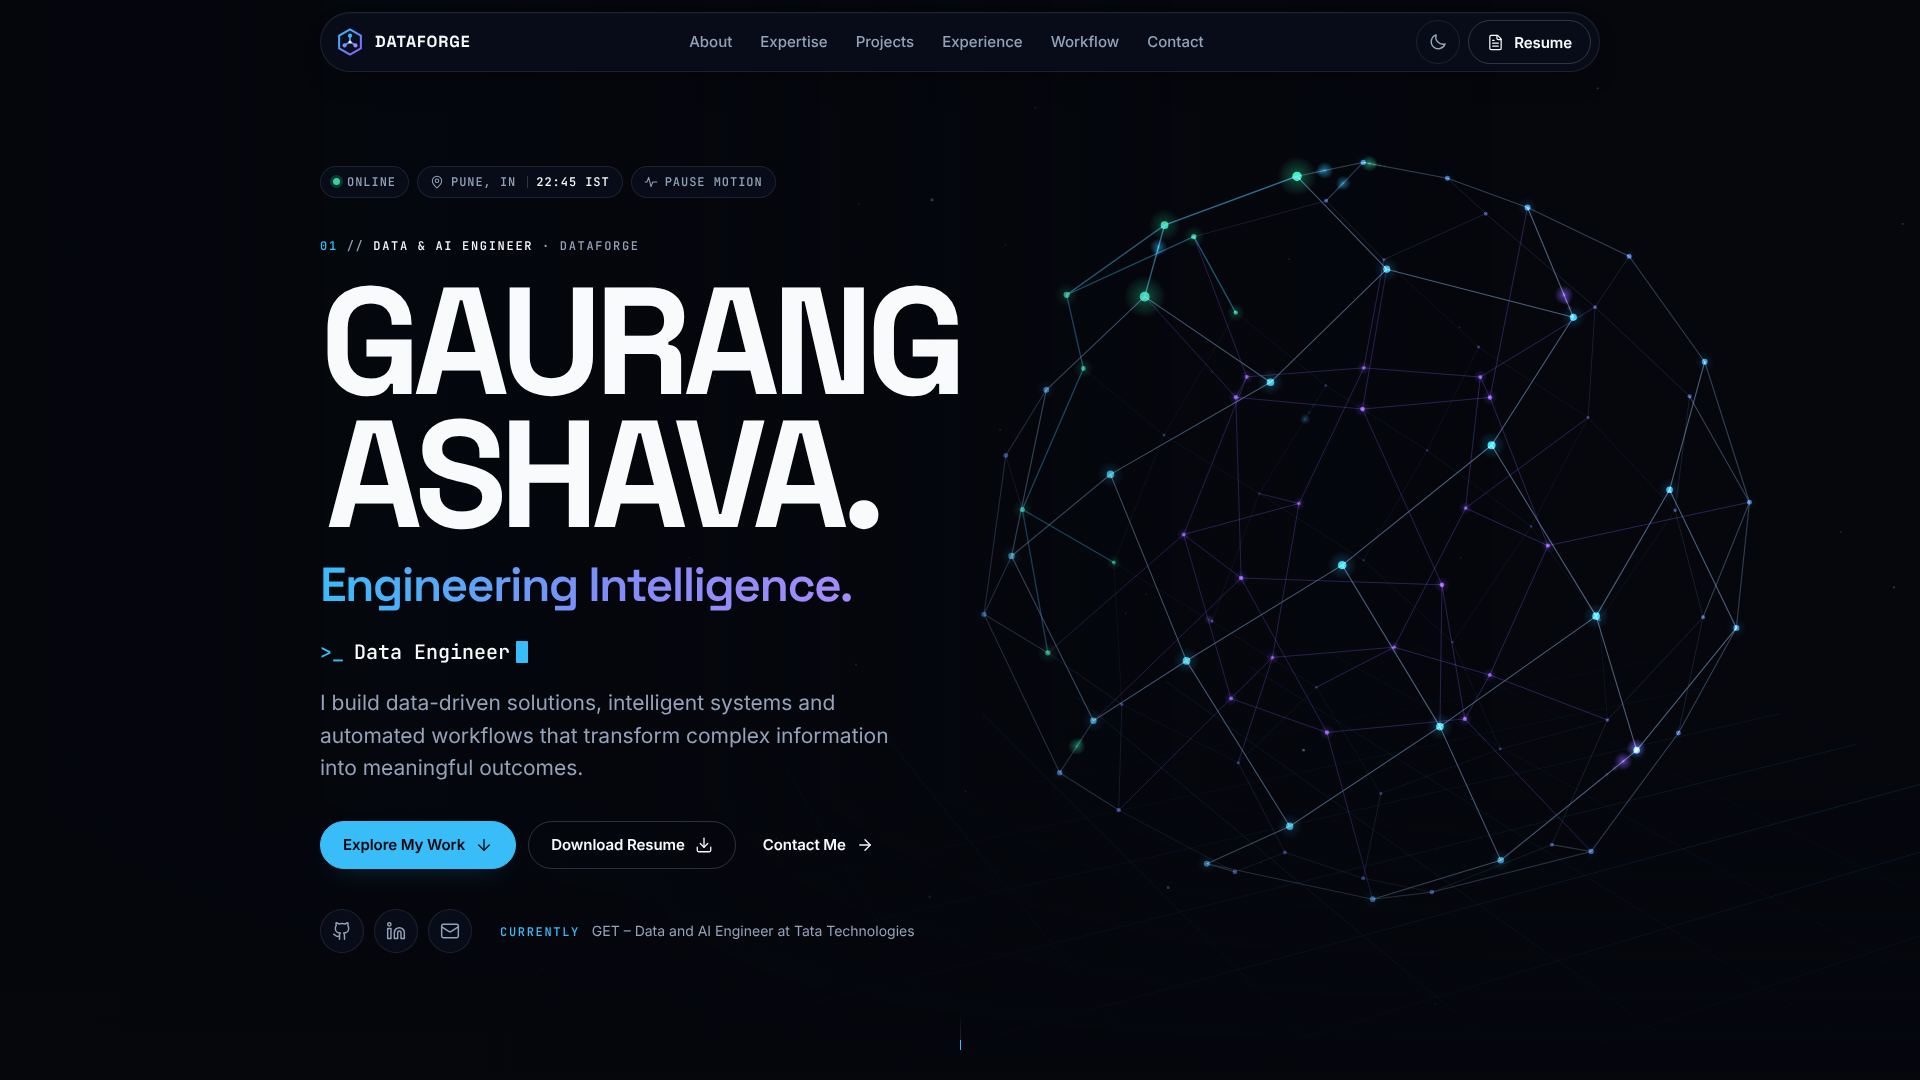 DATAFORGE
About Expertise Projects Experience Workflow Contact
Resume
ONLINE
PUNE, IN 22:45 IST
PAUSE MOTION
01 // DATA & AI ENGINEER · DATAFORGE
GAURANG
ASHAVA.
Engineering Intelligence.
>_ Data Engineer
I build data-driven solutions, intelligent systems and
automated workflows that transform complex information
into meaningful outcomes.
Explore My Work
Download Resume
Contact Me
CURRENTLY GET – Data and AI Engineer at Tata Technologies